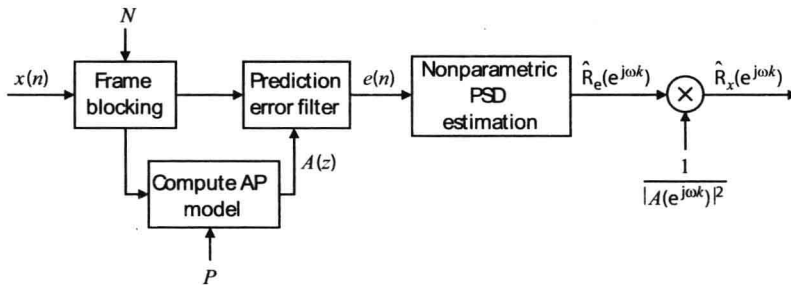 N
x(n)
Frame
blocking
Prediction
error filter
e(n)
Nonparametric
PSD
estimation
R̂e(e^jωk)
×
R̂x(e^jωk)
Compute AP
model
A(z)
P
1
|A(e^jωk)|²